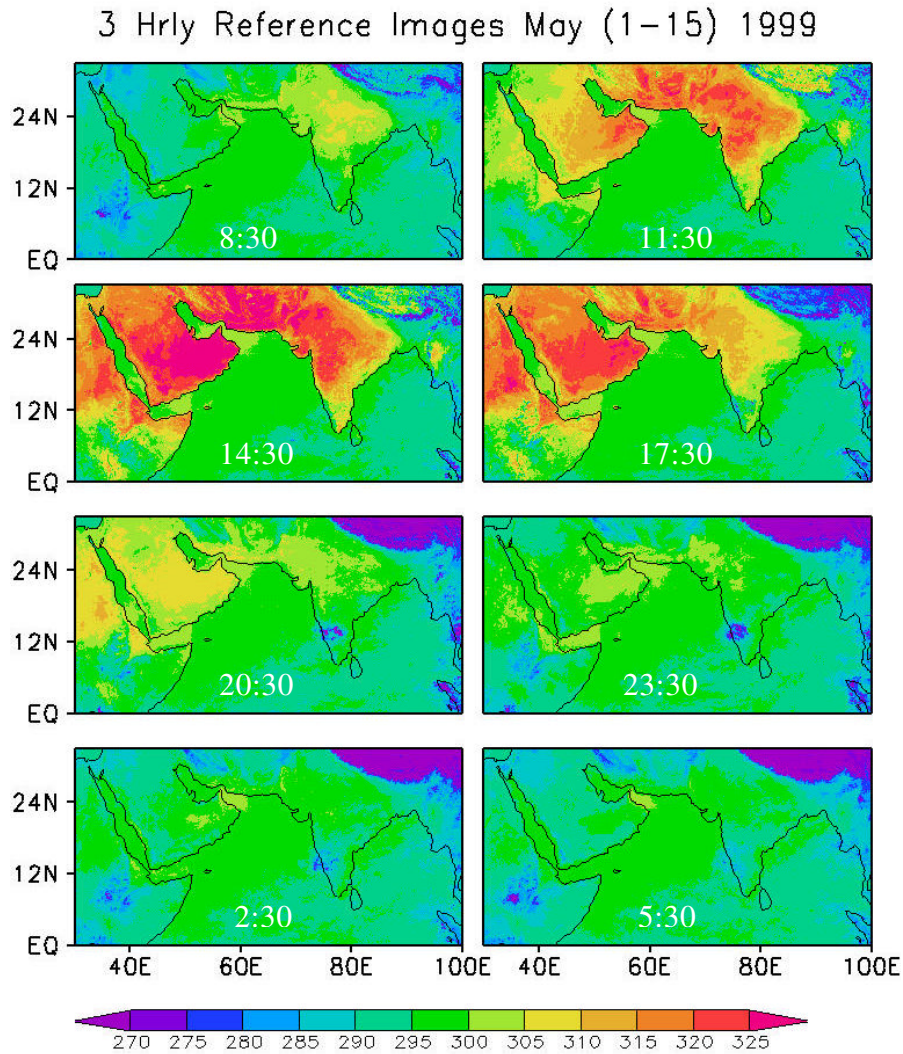 3 Hrly Reference Images May (1-15) 1999
24N
12N
EQ
8:30
11:30
24N
12N
EQ
14:30
17:30
24N
12N
EQ
20:30
23:30
24N
12N
EQ
2:30
5:30
40E 60E 80E 100E 40E 60E 80E 100E
270 275 280 285 290 295 300 305 310 315 320 325